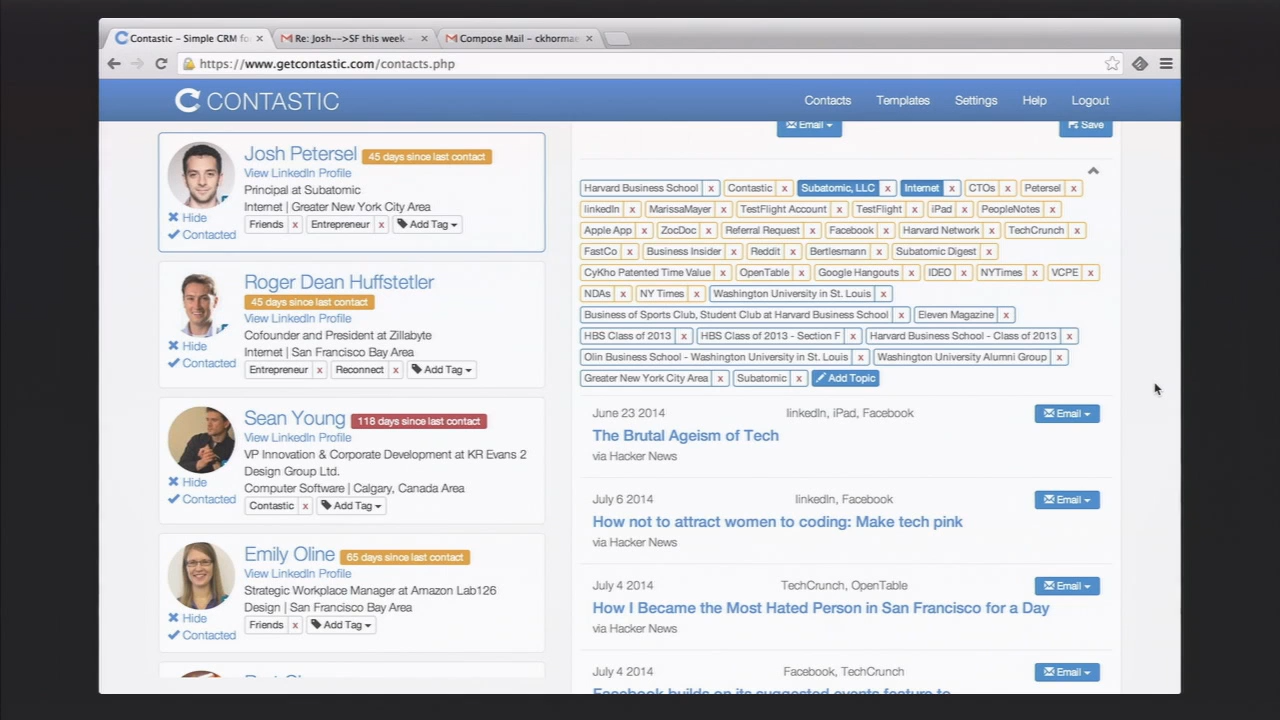 Contastic – Simple CRM fo
Re: Josh-->SF this week –
Compose Mail – ckhormae
https://www.getcontastic.com/contacts.php
CONTASTIC
Contacts
Templates
Settings
Help
Logout
Josh Petersel 45 days since last contact
View LinkedIn Profile
Principal at Subatomic
Internet | Greater New York City Area
Hide
Friends x Entrepreneur x Add Tag
Contacted
Roger Dean Huffstetler
45 days since last contact
View LinkedIn Profile
Cofounder and President at Zillabyte
Hide
Internet | San Francisco Bay Area
Contacted
Entrepreneur x Reconnect x Add Tag
Sean Young 118 days since last contact
View LinkedIn Profile
VP Innovation & Corporate Development at KR Evans 2
Design Group Ltd.
Hide
Computer Software | Calgary, Canada Area
Contacted
Contastic x Add Tag
Emily Oline 65 days since last contact
View LinkedIn Profile
Strategic Workplace Manager at Amazon Lab126
Design | San Francisco Bay Area
Hide
Friends x Add Tag
Contacted
Email
Save
Harvard Business School x Contastic x Subatomic, LLC x Internet x CTOs x Petersel x
linkedIn x MarissaMayer x TestFlight Account x TestFlight x iPad x PeopleNotes x
Apple App x ZocDoc x Referral Request x Facebook x Harvard Network x TechCrunch x
FastCo x Business Insider x Reddit x Bertlesmann x Subatomic Digest x
CyKho Patented Time Value x OpenTable x Google Hangouts x IDEO x NYTimes x VCPE x
NDAs x NY Times x Washington University in St. Louis x
Business of Sports Club, Student Club at Harvard Business School x Eleven Magazine x
HBS Class of 2013 x HBS Class of 2013 - Section F x Harvard Business School - Class of 2013 x
Olin Business School - Washington University in St. Louis x Washington University Alumni Group x
Greater New York City Area x Subatomic x Add Topic
June 23 2014 linkedIn, iPad, Facebook Email
The Brutal Ageism of Tech
via Hacker News
July 6 2014 linkedIn, Facebook Email
How not to attract women to coding: Make tech pink
via Hacker News
July 4 2014 TechCrunch, OpenTable Email
How I Became the Most Hated Person in San Francisco for a Day
via Hacker News
July 4 2014 Facebook, TechCrunch Email
Facebook builds on its suggested events feature to